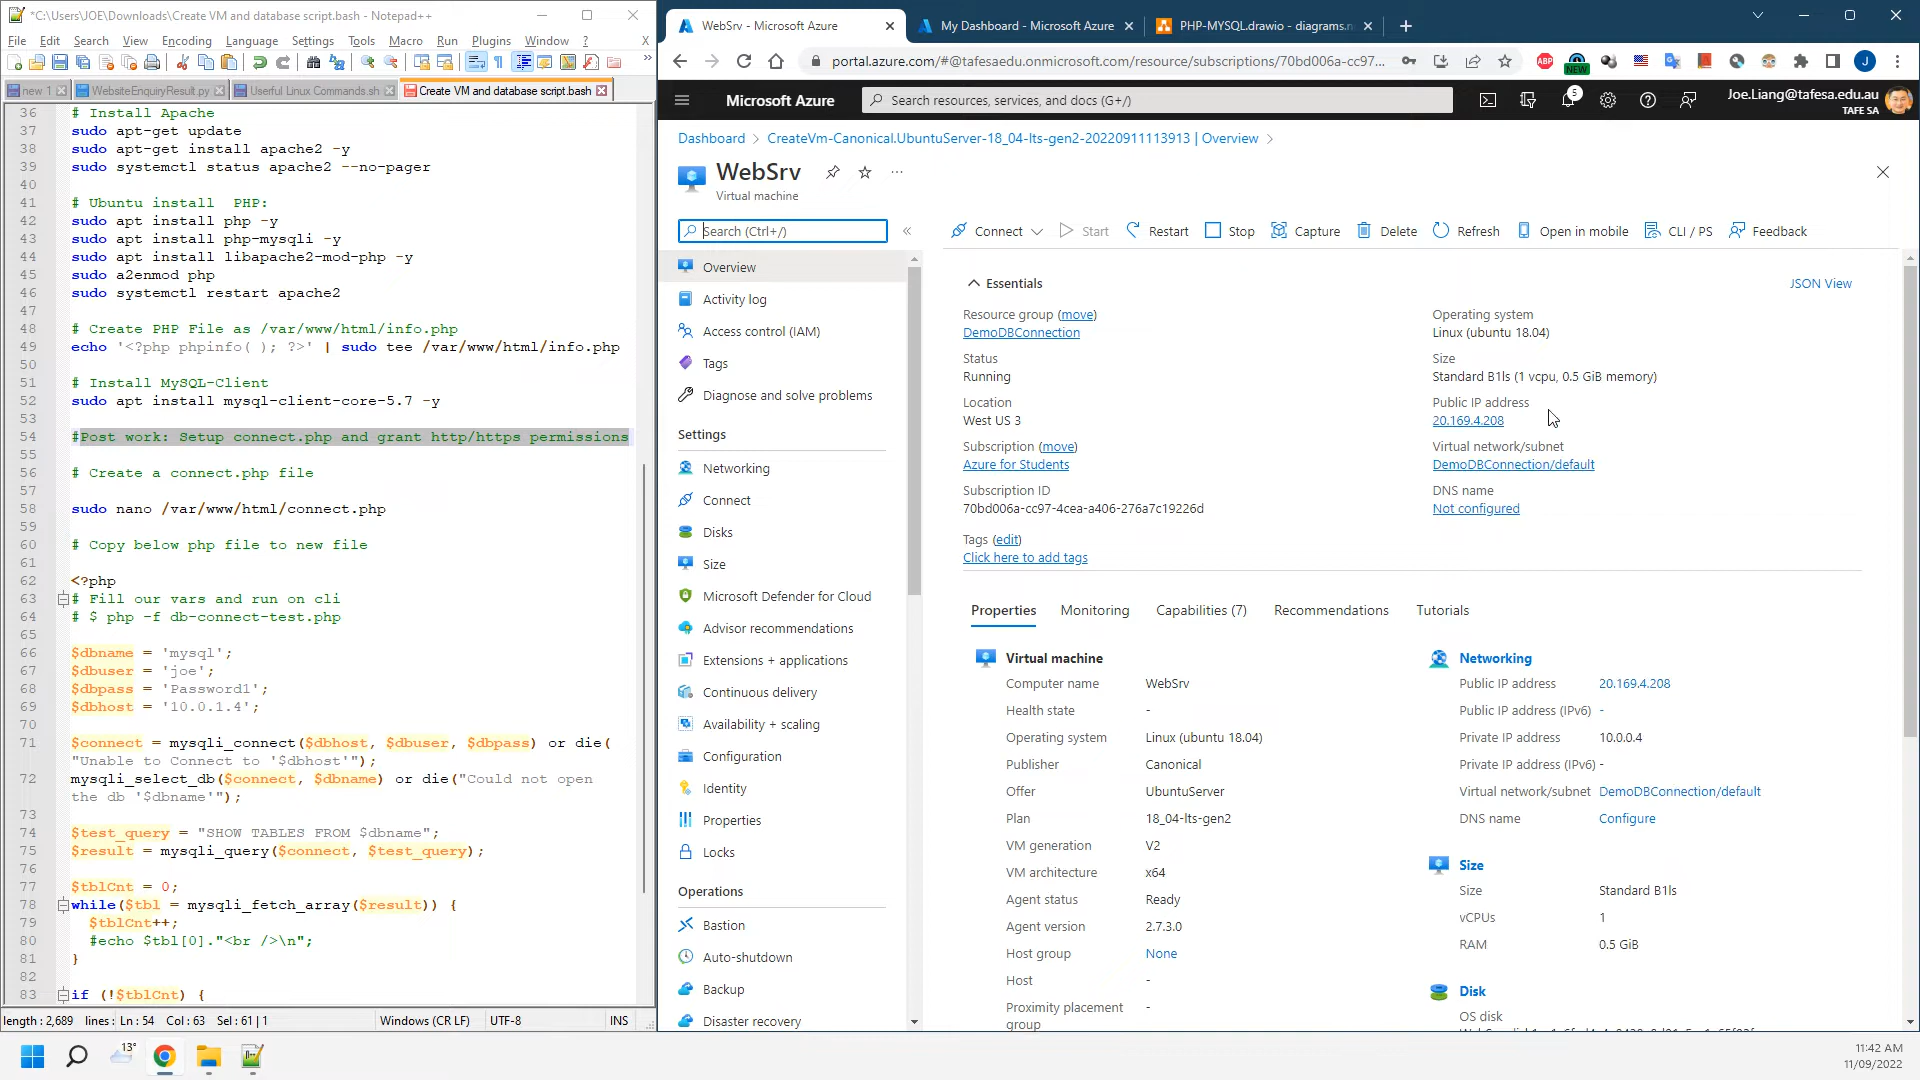 *C:\Users\JOE\Downloads\Create VM and database script.bash - Notepad++
File Edit Search View Encoding Language Settings Tools Macro Run Plugins Window ? X
new 1 WebsiteEnquiryResult.py Userful Linux Commands.sh Create VM and database script.bash
36 # Install Apache
37 sudo apt-get update
38 sudo apt-get install apache2 -y
39 sudo systemctl status apache2 --no-pager
40
41 # Ubuntu install  PHP:
42 sudo apt install php -y
43 sudo apt install php-mysqli -y
44 sudo apt install libapache2-mod-php -y
45 sudo a2enmod php
46 sudo systemctl restart apache2
47
48 # Create PHP File as /var/www/html/info.php
49 echo '<?php phpinfo( ); ?>' | sudo tee /var/www/html/info.php
50
51 # Install MySQL-Client
52 sudo apt install mysql-client-core-5.7 -y
53
54 #Post work: Setup connect.php and grant http/https permissions
55
56 # Create a connect.php file
57
58 sudo nano /var/www/html/connect.php
59
60 # Copy below php file to new file
61
62 <?php
63 # Fill our vars and run on cli
64 # $ php -f db-connect-test.php
65
66 $dbname = 'mysql';
67 $dbuser = 'joe';
68 $dbpass = 'Password1';
69 $dbhost = '10.0.1.4';
70
71 $connect = mysqli_connect($dbhost, $dbuser, $dbpass) or die(
"Unable to Connect to '$dbhost'");
72 mysqli_select_db($connect, $dbname) or die("Could not open
the db '$dbname'");
73
74 $test_query = "SHOW TABLES FROM $dbname";
75 $result = mysqli_query($connect, $test_query);
76
77 $tblCnt = 0;
78 while($tbl = mysqli_fetch_array($result)) {
79 $tblCnt++;
80 #echo $tbl[0]."<br />\n";
81 }
82
83 if (!$tblCnt) {
length : 2,689 lines : Ln : 54 Col : 63 Sel : 61 | 1 Windows (CR LF) UTF-8 INS
WebSrv - Microsoft Azure My Dashboard - Microsoft Azure PHP-MYSQL.drawio - diagrams.n
portal.azure.com/#@tafesaedu.onmicrosoft.com/resource/subscriptions/70bd006a-cc97...
ABP NEW J
Microsoft Azure Search resources, services, and docs (G+/) 5 Joe.Liang@tafesa.edu.au
TAFE SA
Dashboard > CreateVm-Canonical.UbuntuServer-18_04-lts-gen2-20220911113913 | Overview >
WebSrv ...
Virtual machine
Search (Ctrl+/) «
Connect Start Restart Stop Capture Delete Refresh Open in mobile CLI / PS Feedback
Overview
Activity log
Access control (IAM)
Tags
Diagnose and solve problems
Settings
Networking
Connect
Disks
Size
Microsoft Defender for Cloud
Advisor recommendations
Extensions + applications
Continuous delivery
Availability + scaling
Configuration
Identity
Properties
Locks
Operations
Bastion
Auto-shutdown
Backup
Disaster recovery
Essentials JSON View
Resource group (move)
DemoDBConnection
Status
Running
Location
West US 3
Subscription (move)
Azure for Students
Subscription ID
70bd006a-cc97-4cea-a406-276a7c19226d
Tags (edit)
Click here to add tags
Operating system
Linux (ubuntu 18.04)
Size
Standard B1ls (1 vcpu, 0.5 GiB memory)
Public IP address
20.169.4.208
Virtual network/subnet
DemoDBConnection/default
DNS name
Not configured
Properties Monitoring Capabilities (7) Recommendations Tutorials
Virtual machine
Computer name WebSrv
Health state -
Operating system Linux (ubuntu 18.04)
Publisher Canonical
Offer UbuntuServer
Plan 18_04-lts-gen2
VM generation V2
VM architecture x64
Agent status Ready
Agent version 2.7.3.0
Host group None
Host -
Proximity placement -
group
Networking
Public IP address 20.169.4.208
Public IP address (IPv6) -
Private IP address 10.0.0.4
Private IP address (IPv6) -
Virtual network/subnet DemoDBConnection/default
DNS name Configure
Size
Size Standard B1ls
vCPUs 1
RAM 0.5 GiB
Disk
OS disk
13°
11:42 AM
11/09/2022